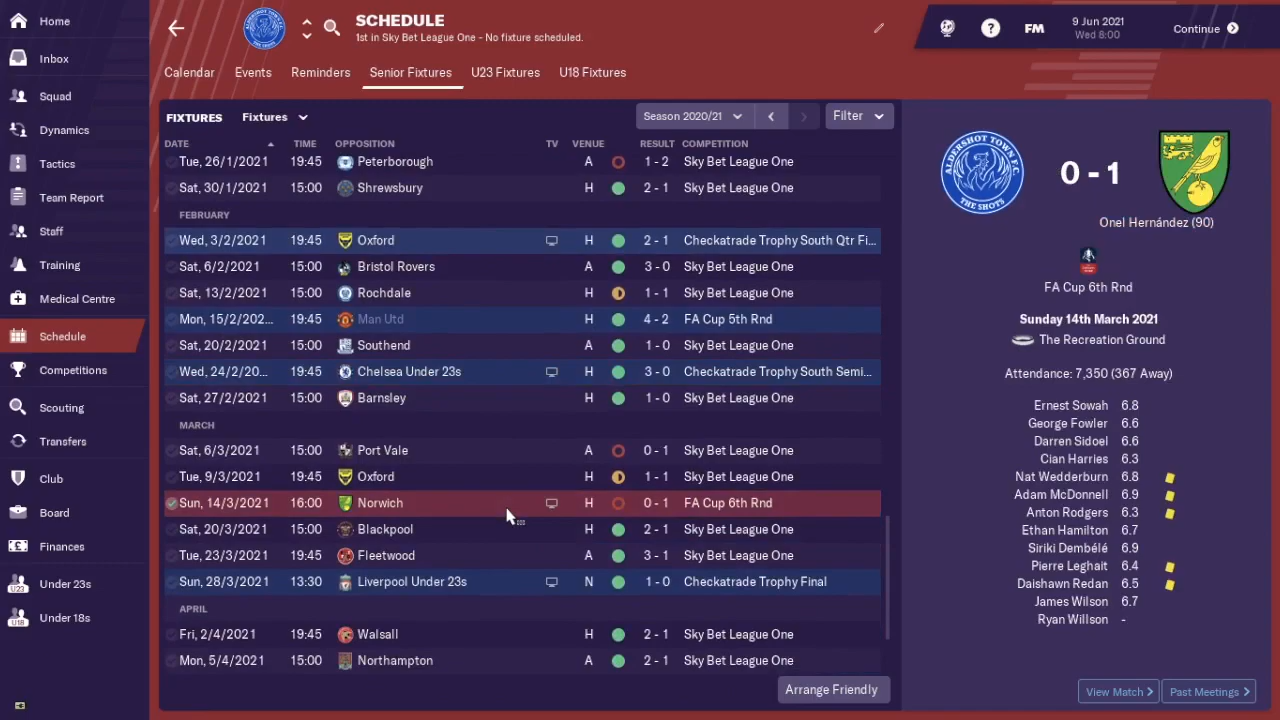 Home
Inbox
Squad
Dynamics
Tactics
Team Report
Staff
Training
Medical Centre
Schedule
Competitions
Scouting
Transfers
Club
Board
Finances
U23 Under 23s
U18 Under 18s
SCHEDULE
1st in Sky Bet League One - No fixture scheduled.
? FM 9 Jun 2021
Wed 8:00
Continue
Calendar Events Reminders Senior Fixtures U23 Fixtures U18 Fixtures
FIXTURES Fixtures Season 2020/21 Filter
DATE TIME OPPOSITION TV VENUE RESULT COMPETITION
Tue, 26/1/2021 19:45 Peterborough A 1 - 2 Sky Bet League One
Sat, 30/1/2021 15:00 Shrewsbury H 2 - 1 Sky Bet League One
FEBRUARY
Wed, 3/2/2021 19:45 Oxford H 2 - 1 Checkatrade Trophy South Qtr Fi...
Sat, 6/2/2021 15:00 Bristol Rovers A 3 - 0 Sky Bet League One
Sat, 13/2/2021 15:00 Rochdale H 1 - 1 Sky Bet League One
Mon, 15/2/202... 19:45 Man Utd H 4 - 2 FA Cup 5th Rnd
Sat, 20/2/2021 15:00 Southend A 1 - 0 Sky Bet League One
Wed, 24/2/20... 19:45 Chelsea Under 23s H 3 - 0 Checkatrade Trophy South Semi...
Sat, 27/2/2021 15:00 Barnsley H 1 - 0 Sky Bet League One
MARCH
Sat, 6/3/2021 15:00 Port Vale A 0 - 1 Sky Bet League One
Tue, 9/3/2021 19:45 Oxford H 1 - 1 Sky Bet League One
Sun, 14/3/2021 16:00 Norwich H 0 - 1 FA Cup 6th Rnd
Sat, 20/3/2021 15:00 Blackpool H 2 - 1 Sky Bet League One
Tue, 23/3/2021 19:45 Fleetwood A 3 - 1 Sky Bet League One
Sun, 28/3/2021 13:30 Liverpool Under 23s N 1 - 0 Checkatrade Trophy Final
APRIL
Fri, 2/4/2021 19:45 Walsall H 2 - 1 Sky Bet League One
Mon, 5/4/2021 15:00 Northampton A 2 - 1 Sky Bet League One
Arrange Friendly
ALDERSHOT TOWN F.C.
THE SHOTS
0 - 1
Onel Hernández (90)
FA Cup 6th Rnd
Sunday 14th March 2021
The Recreation Ground
Attendance: 7,350 (367 Away)
Ernest Sowah 6.8
George Fowler 6.6
Darren Sidoel 6.6
Cian Harries 6.3
Nat Wedderburn 6.8
Adam McDonnell 6.9
Anton Rodgers 6.3
Ethan Hamilton 6.7
Siriki Dembélé 6.9
Pierre Leghait 6.4
Daishawn Redan 6.5
James Wilson 6.7
Ryan Willson -
View Match Past Meetings